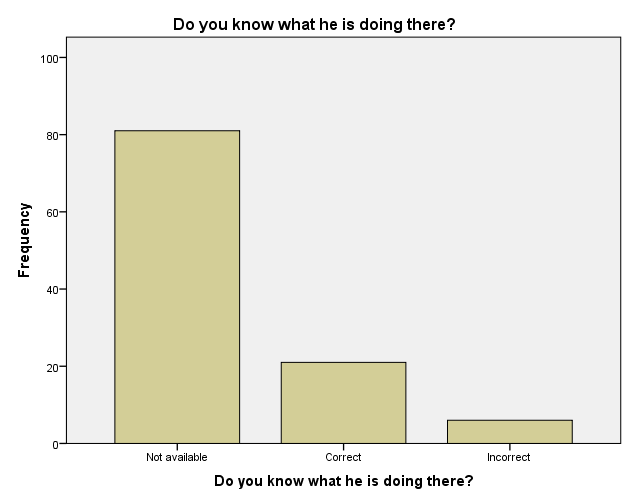 Do you know what he is doing there?
Frequency
100
80
60
40
20
0
Not available
Correct
Incorrect
Do you know what he is doing there?